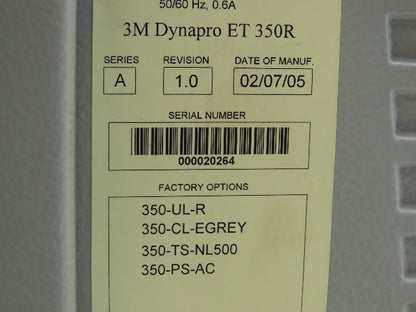 50/60 Hz, 0.6A
3M Dynapro ET 350R
SERIES REVISION DATE OF MANUF.
A 1.0 02/07/05
SERIAL NUMBER
000020264
FACTORY OPTIONS
350-UL-R
350-CL-EGREY
350-TS-NL500
350-PS-AC